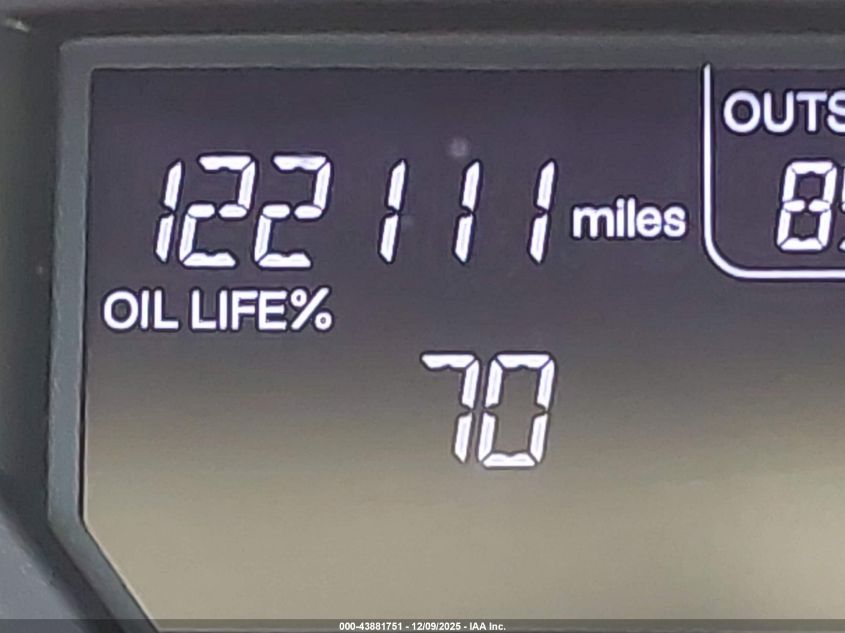 OUTS
122111 miles
OIL LIFE%
70
000-43881751 - 12/09/2025 - IAA Inc.